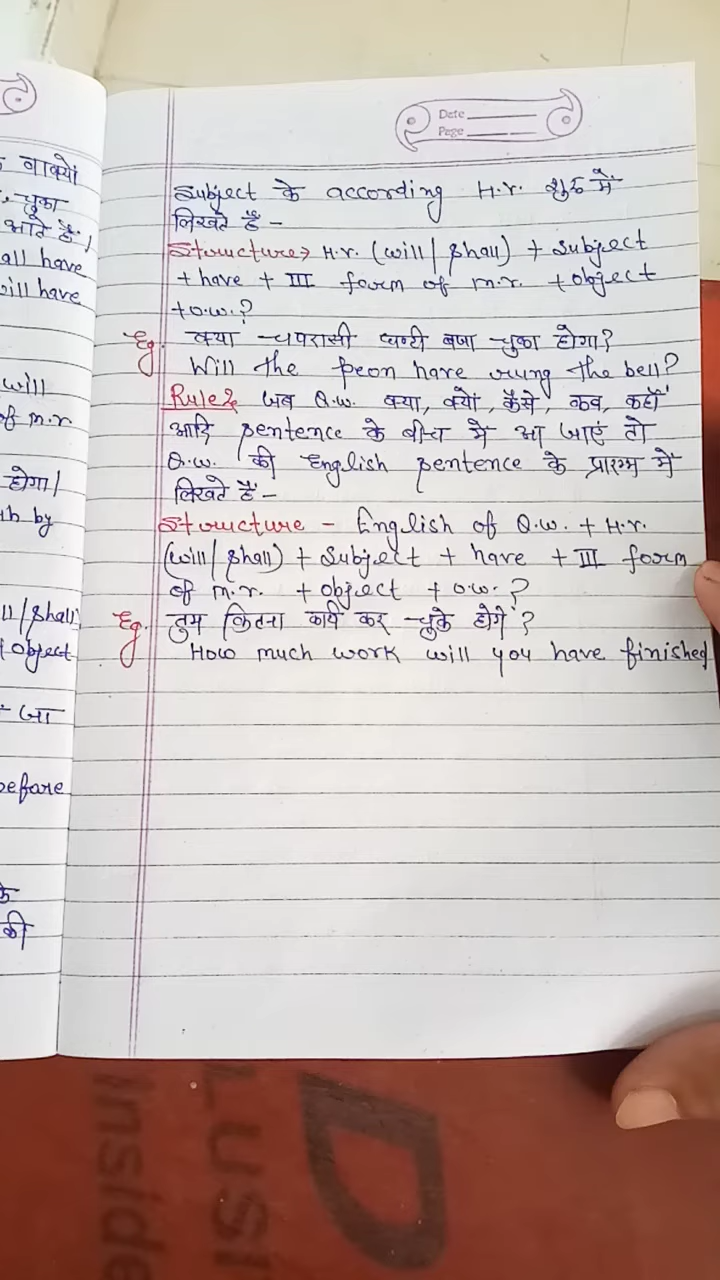 वाक्यों
चुका
आते हैं,
all have
will have
will
of m.v.
होगा।
th by
ll/shall
object
जा
before
के
की
Date
Page
Subject के according H.v. शुरू में
लिखते हैं -
Structure→ H.v. (will/shall) + Subject
+ have + III form of m.v. + object
+ o.w.?
Eg. क्या चपरासी घण्टी बजा चुका होगा?
Will the peon have rung the bell?
Rule 2 जब Q.w. क्या, क्यों, कैसे, कब, कहाँ
आदि sentence के बीच में आ जाएं तो
Q.w. की English sentence के प्रारम्भ में
लिखते हैं -
Structure - English of Q.w. + H.v.
(will/shall) + Subject + have + III form
of m.v. + object + o.w.?
Eg. तुम कितना कार्य कर चुके होगे?
How much work will you have finished
Inside
LUSI
D